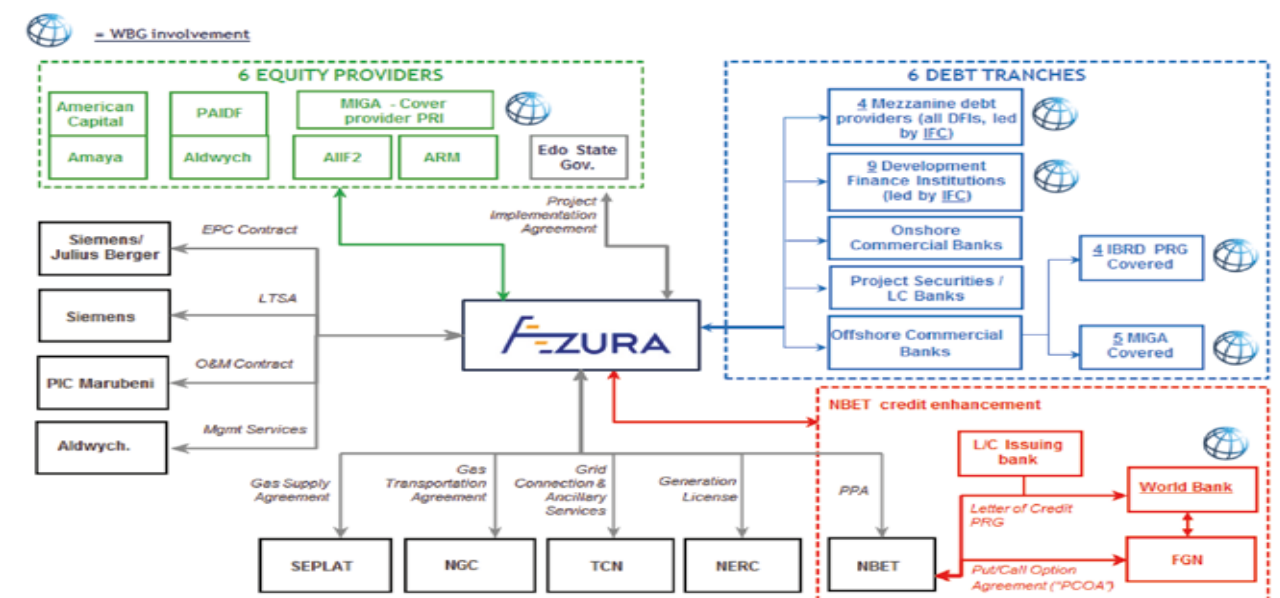 = WBG involvement
6 EQUITY PROVIDERS
American
Capital
PAIDF
MIGA - Cover
provider PRI
Amaya
Aldwych
AIIF2
ARM
Edo State
Gov.
6 DEBT TRANCHES
4 Mezzanine debt
providers (all DFIs, led
by IFC)
9 Development
Finance Institutions
(led by IFC)
Onshore
Commercial Banks
Project Securities /
LC Banks
Offshore Commercial
Banks
4 IBRD PRG
Covered
5 MIGA
Covered
Project
Implementation
Agreement
EPC Contract
Siemens/
Julius Berger
LTSA
Siemens
O&M Contract
PIC Marubeni
Mgmt Services
Aldwych.
AZURA
NBET credit enhancement
L/C Issuing
bank
World Bank
Letter of Credit
PRG
FGN
Put/Call Option
Agreement ("PCOA")
Gas Supply
Agreement
Gas
Transportation
Agreement
Grid
Connection &
Ancillary
Services
Generation
License
PPA
SEPLAT
NGC
TCN
NERC
NBET